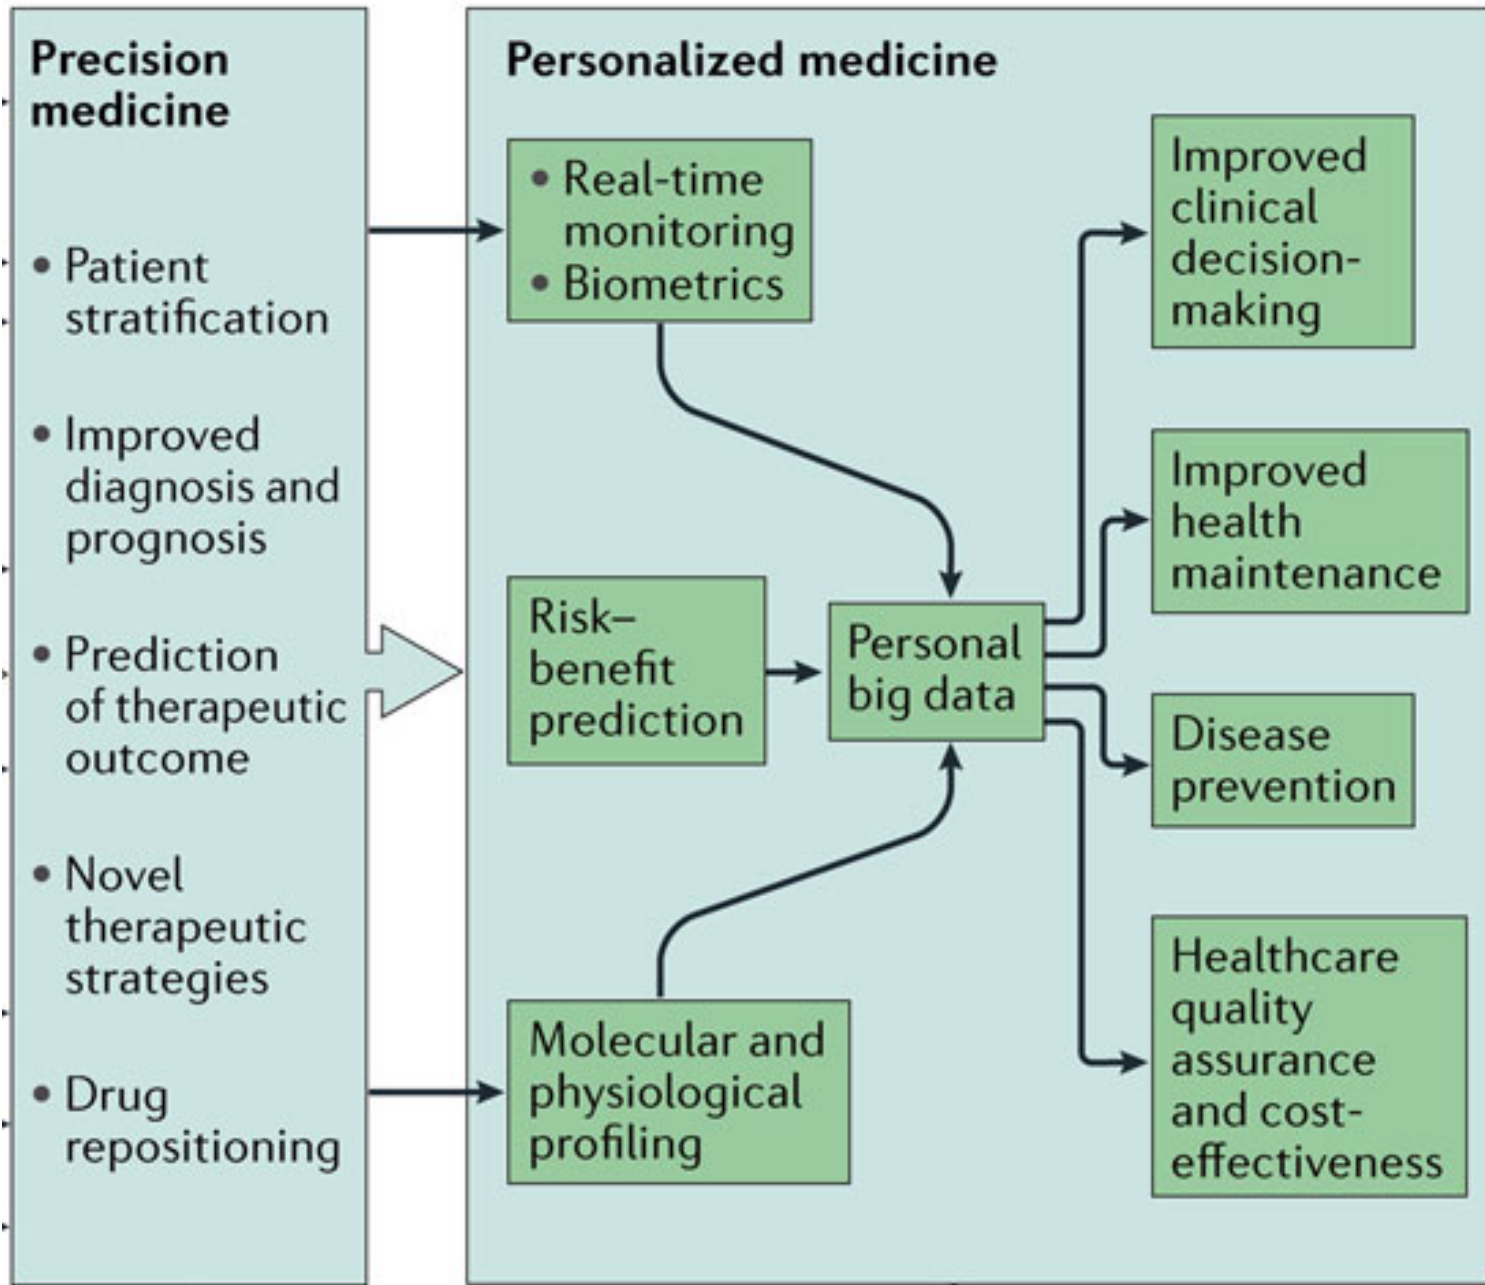 Precision
medicine
• Patient
stratification
• Improved
diagnosis and
prognosis
• Prediction
of therapeutic
outcome
• Novel
therapeutic
strategies
• Drug
repositioning
Personalized medicine
• Real-time
monitoring
• Biometrics
Risk–
benefit
prediction
Molecular and
physiological
profiling
Personal
big data
Improved
clinical
decision-
making
Improved
health
maintenance
Disease
prevention
Healthcare
quality
assurance
and cost-
effectiveness